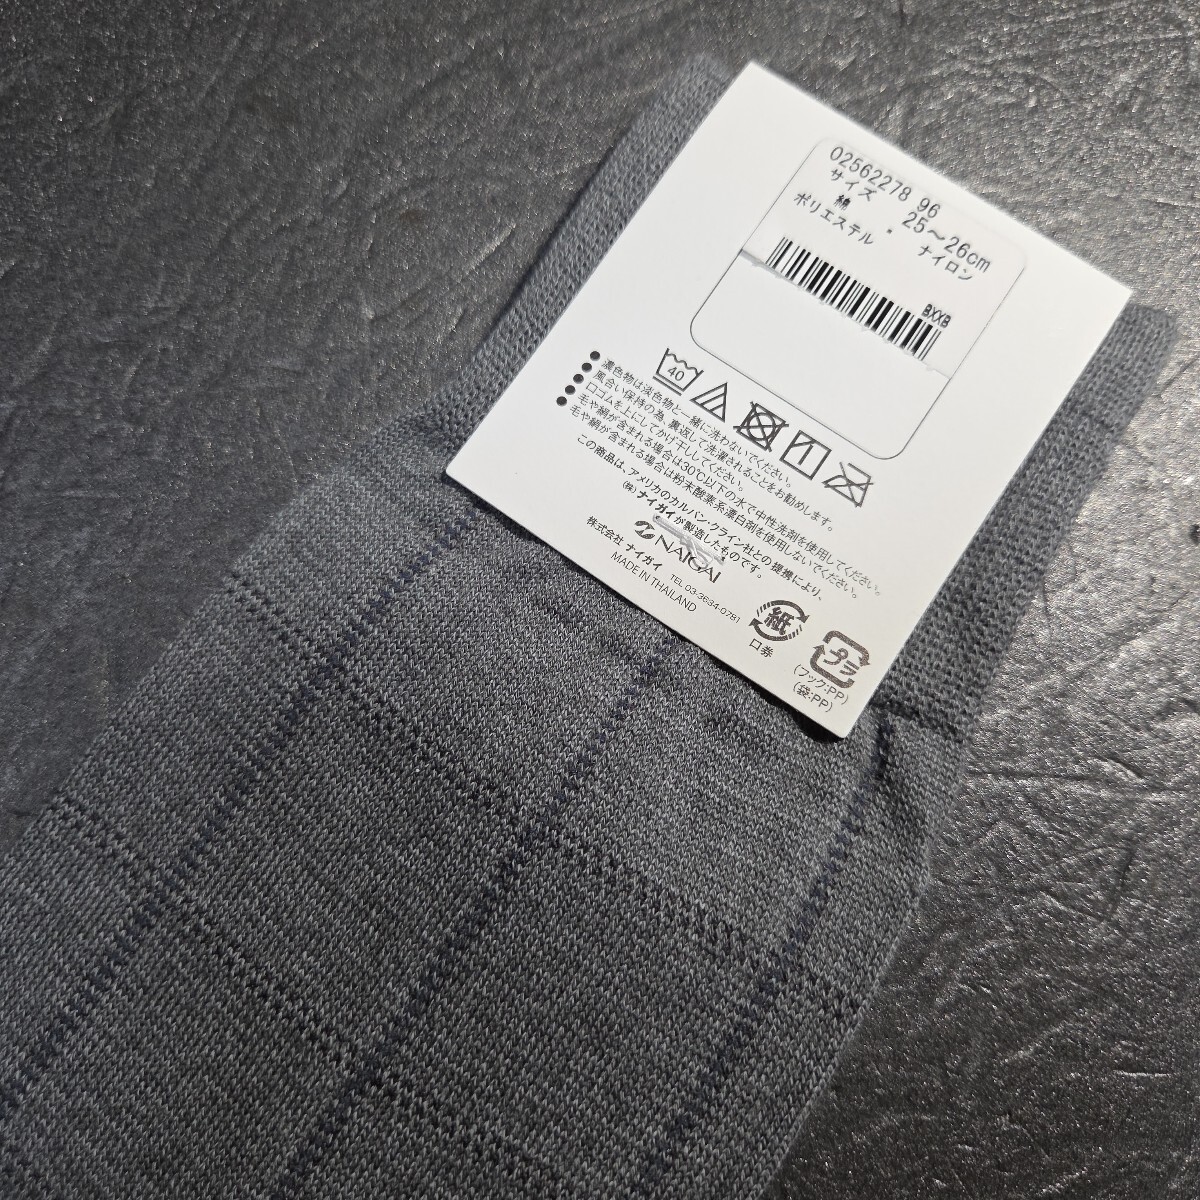 02562278 96
サイズ 25～26cm
綿・ナイロン
ポリエステル
BXXB
40
● 濃色物は淡色物と一緒に洗わないでください。
● 風合い保持の為、裏返して洗濯されることをお勧めします。
● 口ゴムを上にしてかげ干ししてください。
● 毛や絹が含まれる場合は30℃以下の水で中性洗剤を使用してください。
● 毛や絹が含まれる場合は粉末酵素系漂白剤を使用しないでください。
この商品は、アメリカのカルバン・クライン社との提携により、
(株)ナイガイが製造したものです。
NAIGAI
株式会社 ナイガイ TEL 03-3634-0781
MADE IN THAILAND
紙
口券
プラ
(フック:PP)
(袋:PP)